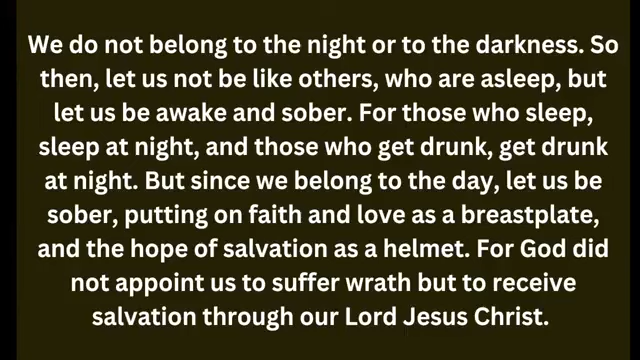 We do not belong to the night or to the darkness. So
then, let us not be like others, who are asleep, but
let us be awake and sober. For those who sleep,
sleep at night, and those who get drunk, get drunk
at night. But since we belong to the day, let us be
sober, putting on faith and love as a breastplate,
and the hope of salvation as a helmet. For God did
not appoint us to suffer wrath but to receive
salvation through our Lord Jesus Christ.